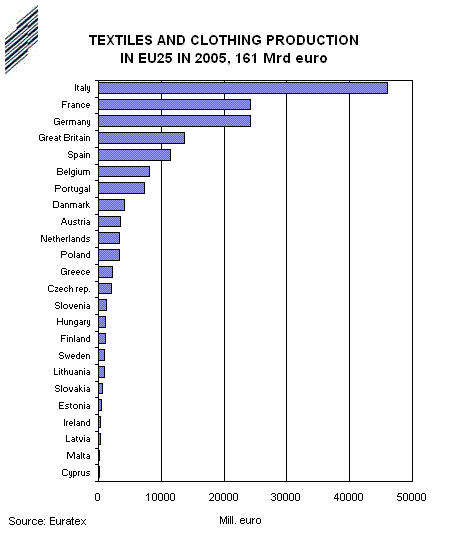 TEXTILES AND CLOTHING PRODUCTION
IN EU25 IN 2005, 161 Mrd euro
Italy
France
Germany
Great Britain
Spain
Belgium
Portugal
Danmark
Austria
Netherlands
Poland
Greece
Czech rep.
Slovenia
Hungary
Finland
Sweden
Lithuania
Slovakia
Estonia
Ireland
Latvia
Malta
Cyprus
0 10000 20000 30000 40000 50000
Source: Euratex Mill. euro